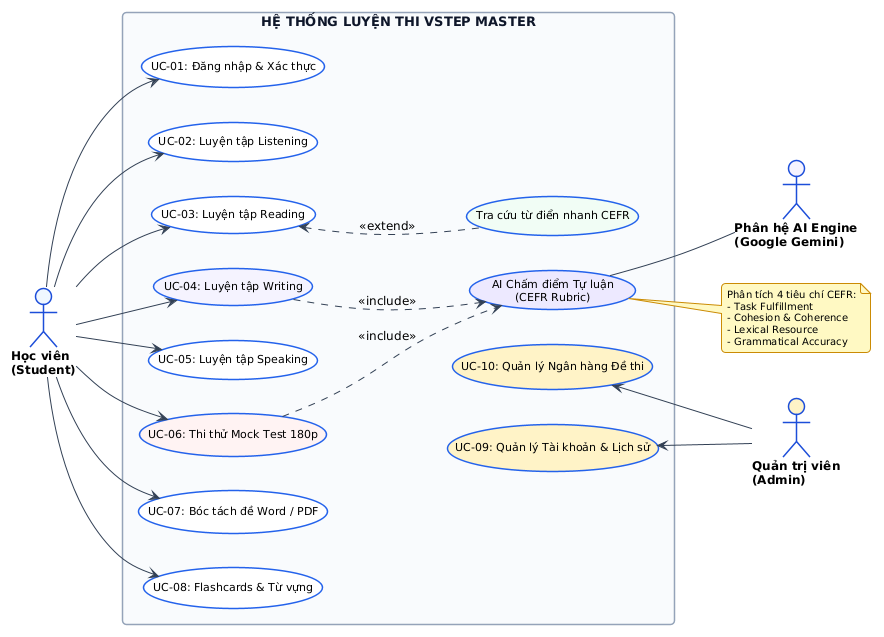 HỆ THỐNG LUYỆN THI VSTEP MASTER
UC-01: Đăng nhập & Xác thực
UC-02: Luyện tập Listening
UC-03: Luyện tập Reading
«extend»
Tra cứu từ điển nhanh CEFR
Phân hệ AI Engine
(Google Gemini)
UC-04: Luyện tập Writing
«include»
AI Chấm điểm Tự luận
(CEFR Rubric)
Phân tích 4 tiêu chí CEFR:
- Task Fulfillment
- Cohesion & Coherence
- Lexical Resource
- Grammatical Accuracy
«include»
Học viên
(Student)
UC-05: Luyện tập Speaking
UC-10: Quản lý Ngân hàng Đề thi
UC-06: Thi thử Mock Test 180p
UC-09: Quản lý Tài khoản & Lịch sử
Quản trị viên
(Admin)
UC-07: Bóc tách đề Word / PDF
UC-08: Flashcards & Từ vựng